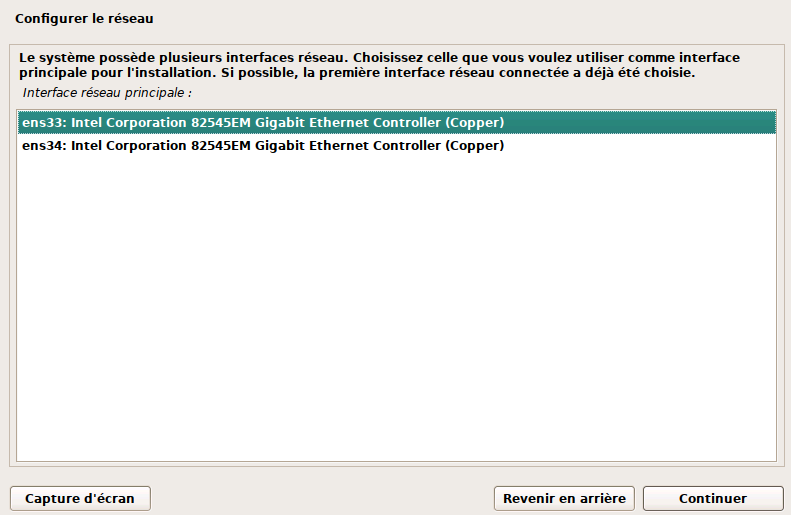 Configurer le réseau
Le système possède plusieurs interfaces réseau. Choisissez celle que vous voulez utiliser comme interface
principale pour l'installation. Si possible, la première interface réseau connectée a déjà été choisie.
Interface réseau principale :
ens33: Intel Corporation 82545EM Gigabit Ethernet Controller (Copper)
ens34: Intel Corporation 82545EM Gigabit Ethernet Controller (Copper)
Capture d'écran
Revenir en arrière
Continuer